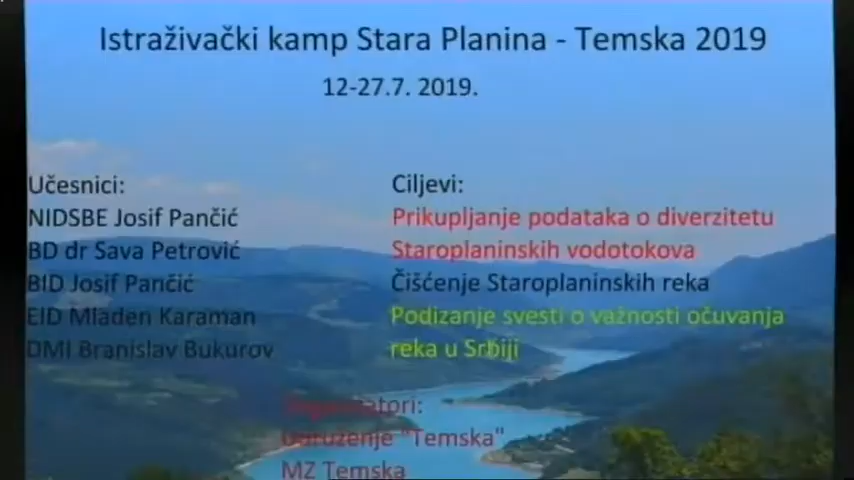 Istraživački kamp Stara Planina - Temska 2019
12-27.7. 2019.
Učesnici:
NIDSBE Josif Pančić
BD dr Sava Petrović
BID Josif Pančić
EID Mladen Karaman
DMI Branislav Bukurov
Ciljevi:
Prikupljanje podataka o diverzitetu
Staroplaninskih vodotokova
Čišćenje Staroplaninskih reka
Podizanje svesti o važnosti očuvanja
reka u Srbiji
Organizatori:
Udruženje "Temska"
MZ Temska